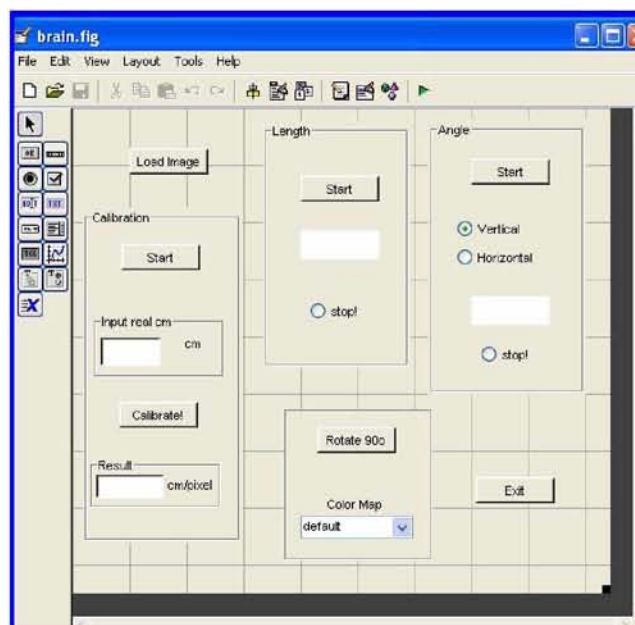 brain.fig
File Edit View Layout Tools Help
Load Image
Calibration
Start
Input real cm
cm
Calibrate!
Result
cm/pixel
Length
Start
stop!
Angle
Start
Vertical
Horizontal
stop!
Rotate 90o
Color Map
default
Exit